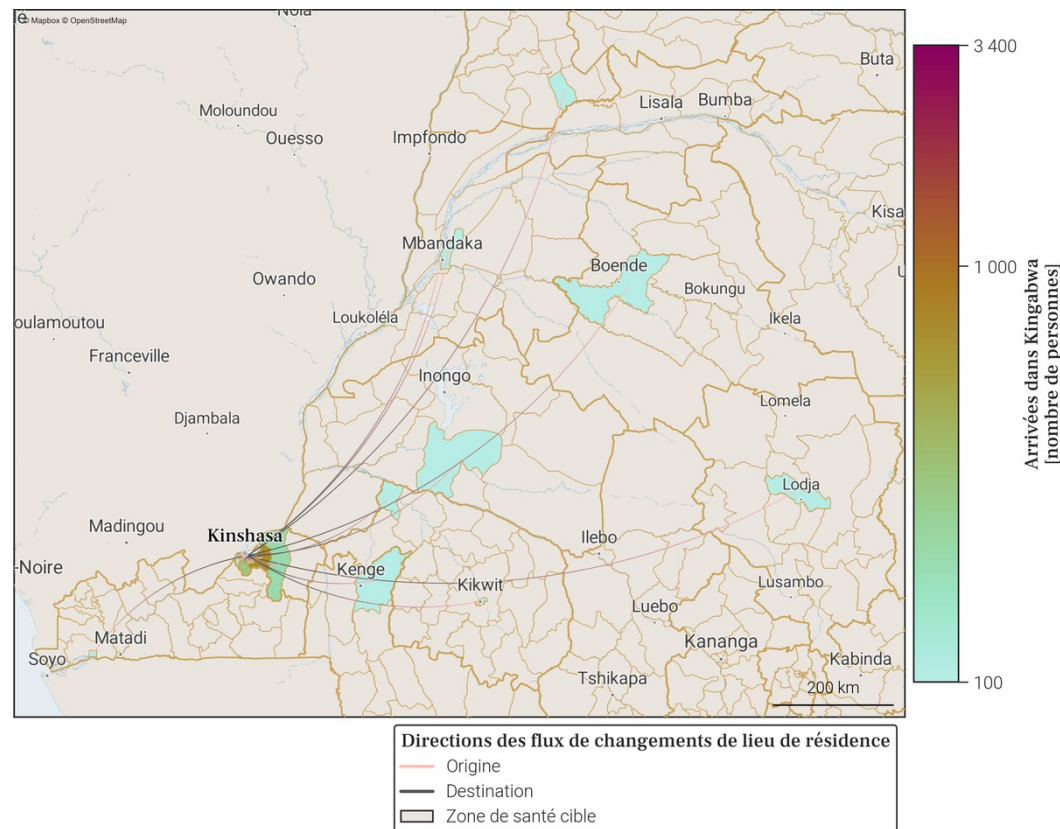 © Mapbox © OpenStreetMap
Nola
Buta
Moloundou
Lisala
Bumba
Ouesso
Impfondo
Kisa
Mbandaka
Boende
Owando
Bokungu
oulamoutou
Loukoléla
Ikela
Franceville
Inongo
Lomela
Djambala
Lodja
Madingou
Kinshasa
Ilebo
-Noire
Kenge
Kikwit
Lusambo
Luebo
Matadi
Kananga
Soyo
Kabinda
Tshikapa
200 km
3 400
1 000
100
Arrivées dans Kingabwa
[nombre de personnes]
Directions des flux de changements de lieu de résidence
Origine
Destination
Zone de santé cible